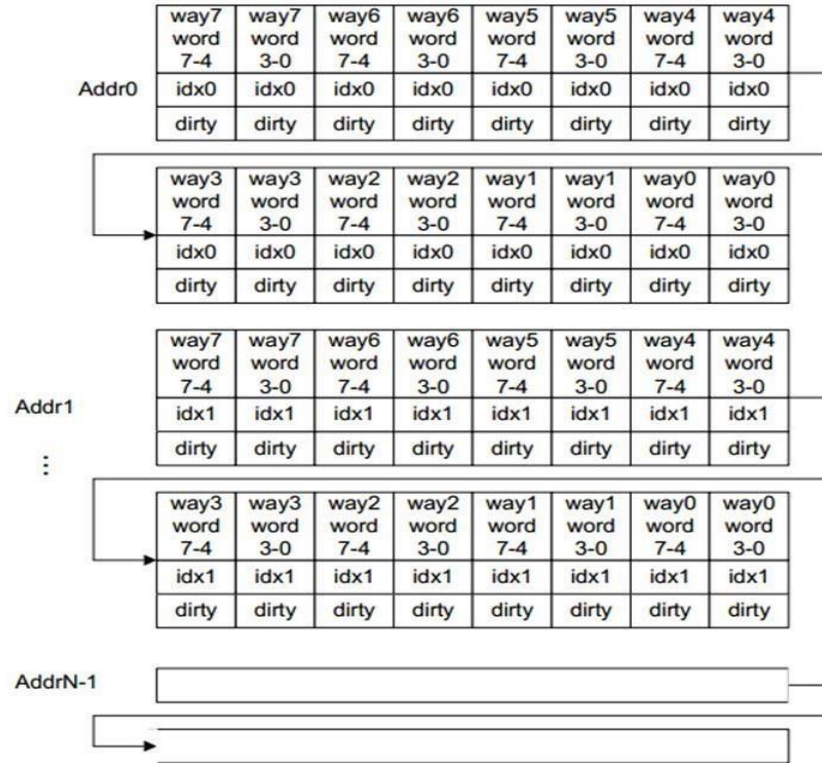 way7 way7 way6 way6 way5 way5 way4 way4
word word word word word word word word
7-4 3-0 7-4 3-0 7-4 3-0 7-4 3-0
Addr0 idx0 idx0 idx0 idx0 idx0 idx0 idx0 idx0
dirty dirty dirty dirty dirty dirty dirty dirty
way3 way3 way2 way2 way1 way1 way0 way0
word word word word word word word word
7-4 3-0 7-4 3-0 7-4 3-0 7-4 3-0
idx0 idx0 idx0 idx0 idx0 idx0 idx0 idx0
dirty dirty dirty dirty dirty dirty dirty dirty
way7 way7 way6 way6 way5 way5 way4 way4
word word word word word word word word
7-4 3-0 7-4 3-0 7-4 3-0 7-4 3-0
Addr1 idx1 idx1 idx1 idx1 idx1 idx1 idx1 idx1
dirty dirty dirty dirty dirty dirty dirty dirty
⋮
way3 way3 way2 way2 way1 way1 way0 way0
word word word word word word word word
7-4 3-0 7-4 3-0 7-4 3-0 7-4 3-0
idx1 idx1 idx1 idx1 idx1 idx1 idx1 idx1
dirty dirty dirty dirty dirty dirty dirty dirty
AddrN-1